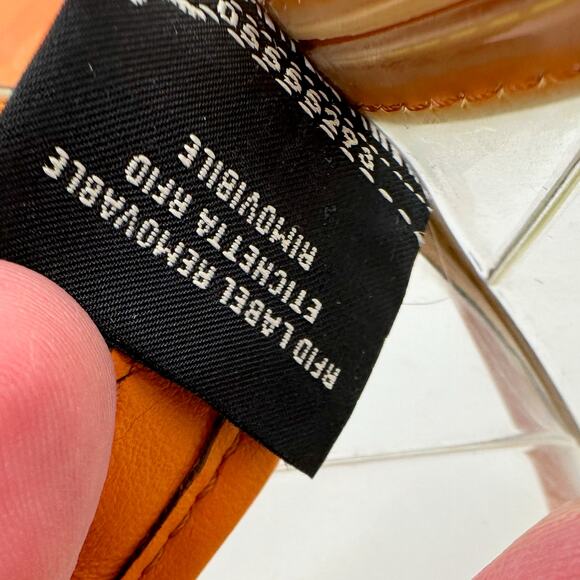 RFID LABEL REMOVABLE
ETICHETTA RFID
RIMOVIBILE